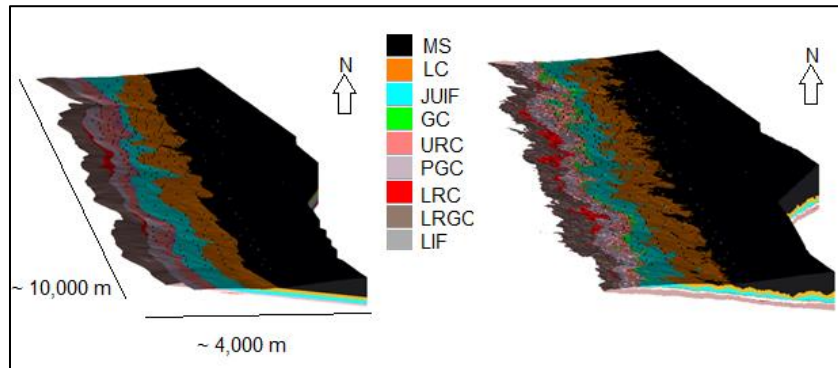 N
MS
LC
JUIF
GC
URC
PGC
LRC
LRGC
LIF
N
~ 10,000 m
~ 4,000 m